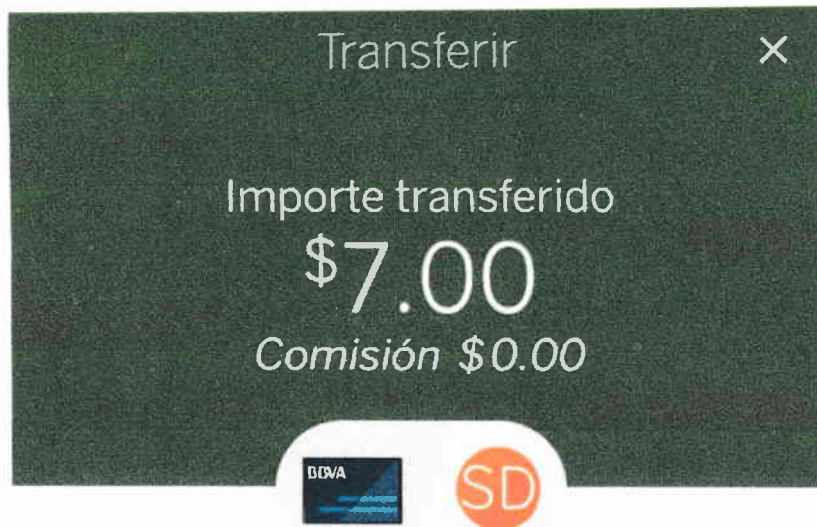 Transferir
Importe transferido
$7.00
Comisión $0.00
BBVA
SD